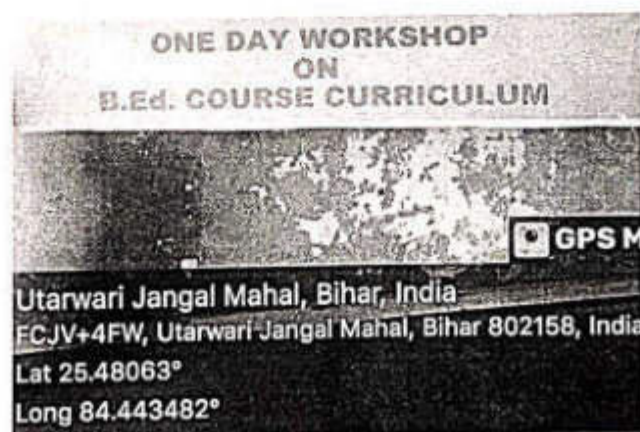 ONE DAY WORKSHOP
ON
B.Ed. COURSE CURRICULUM
GPS M
Utarwari Jangal Mahal, Bihar, India
FCJV+4FW, Utarwari Jangal Mahal, Bihar 802158, India
Lat 25.48063°
Long 84.443482°